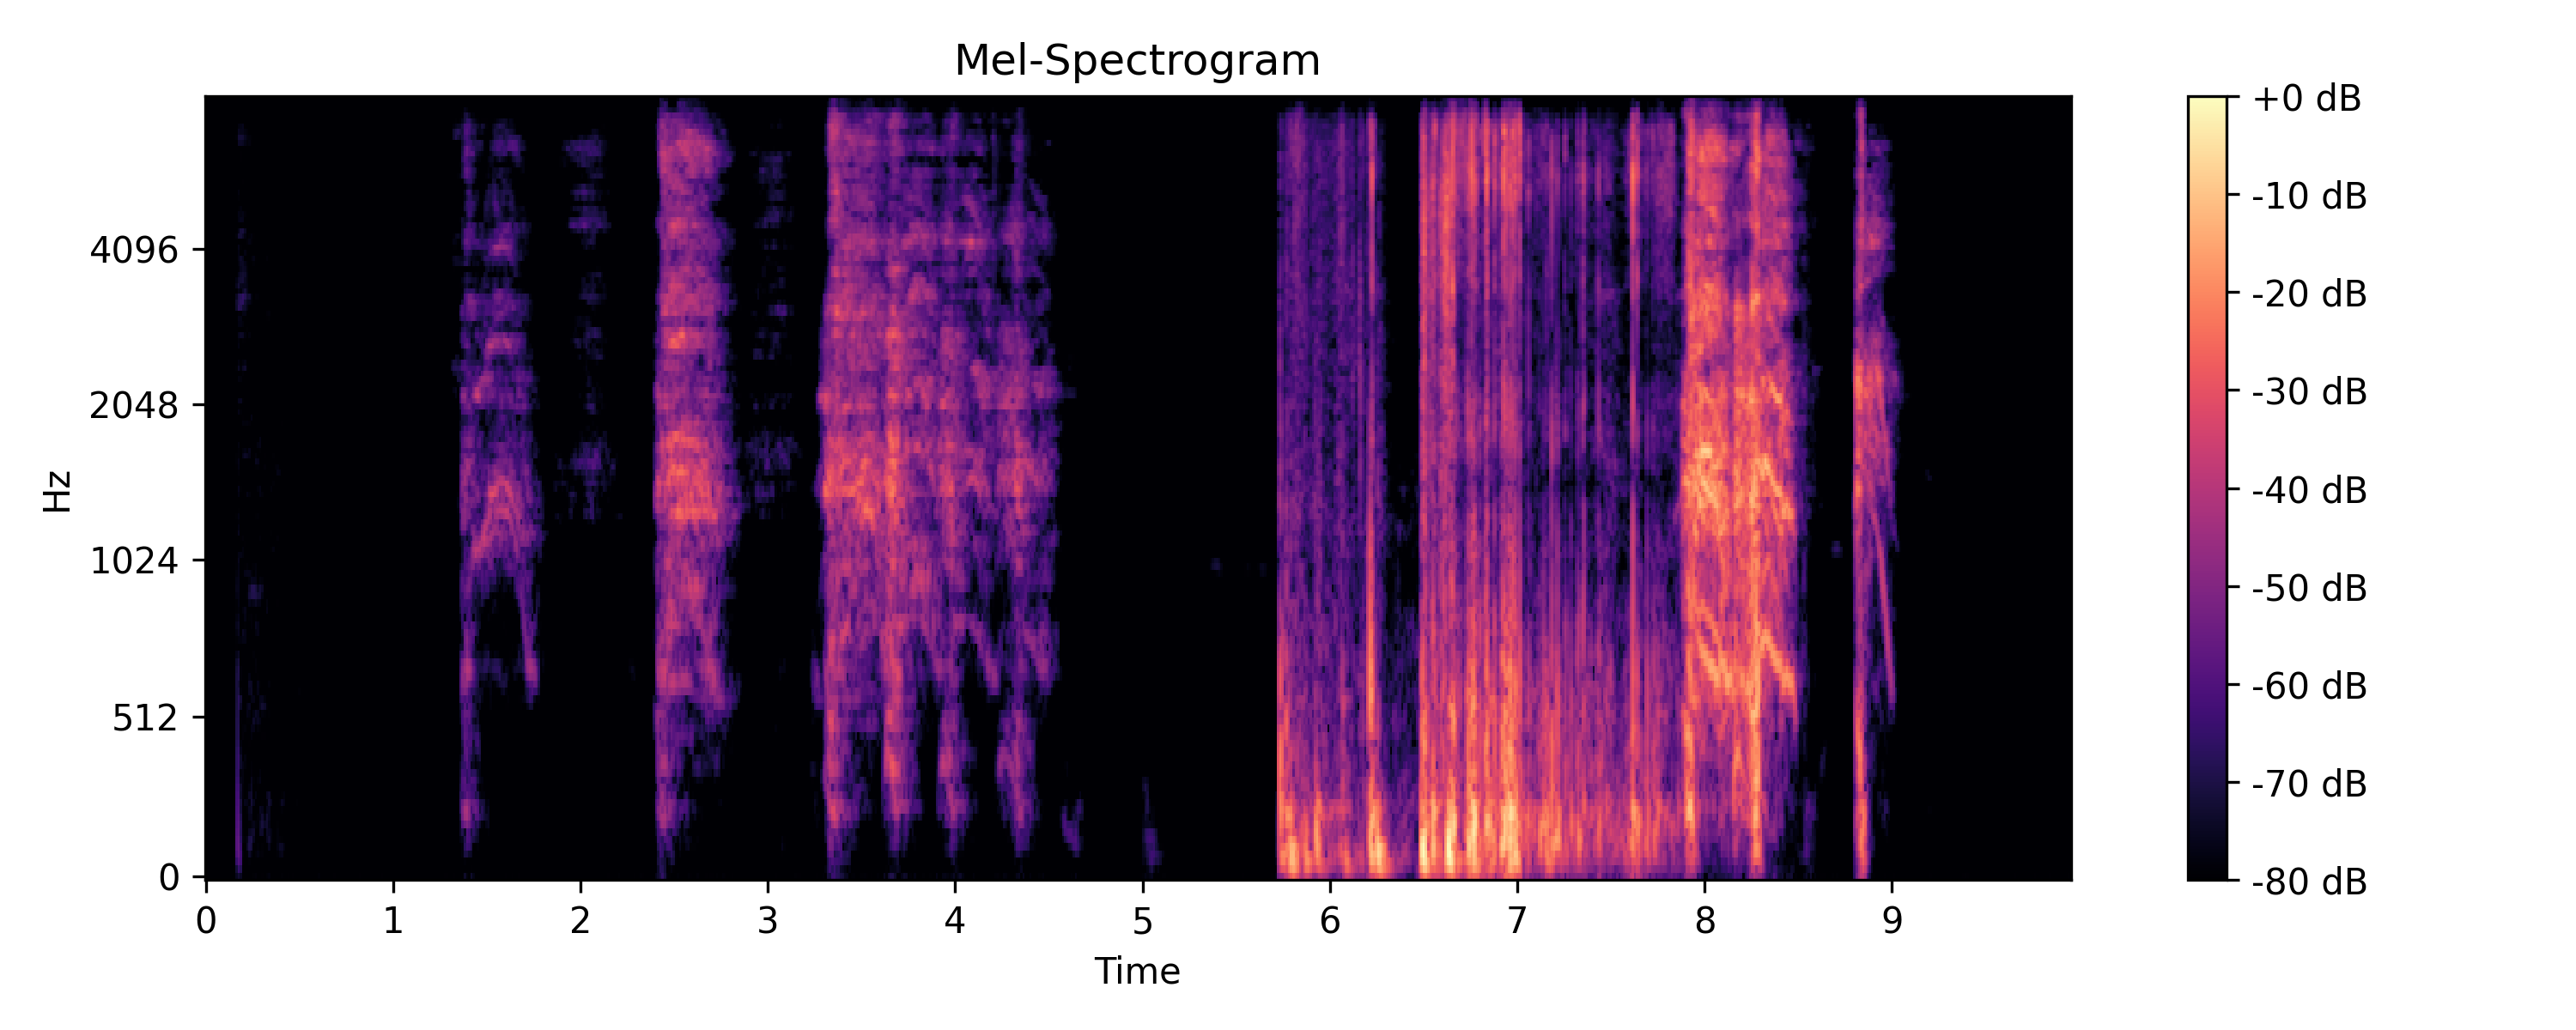 Mel-Spectrogram
+0 dB
-10 dB
-20 dB
-30 dB
-40 dB
-50 dB
-60 dB
-70 dB
-80 dB
Hz
4096
2048
1024
512
0
0 1 2 3 4 5 6 7 8 9
Time